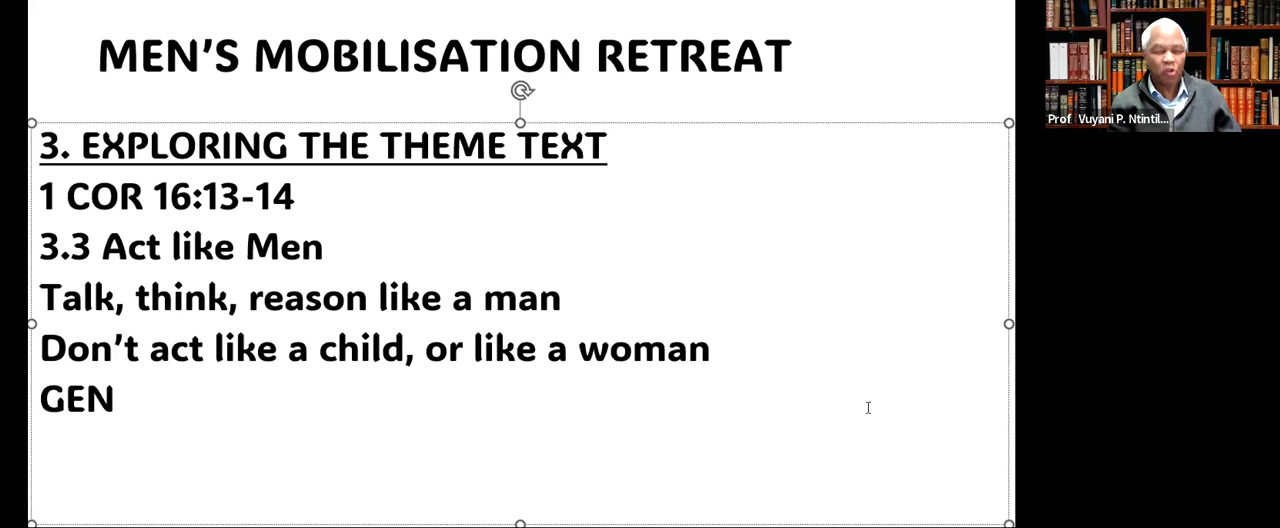 MEN'S MOBILISATION RETREAT
3. EXPLORING THE THEME TEXT
1 COR 16:13-14
3.3 Act like Men
Talk, think, reason like a man
Don't act like a child, or like a woman
GEN
Prof Vuyani P. Ntintil...